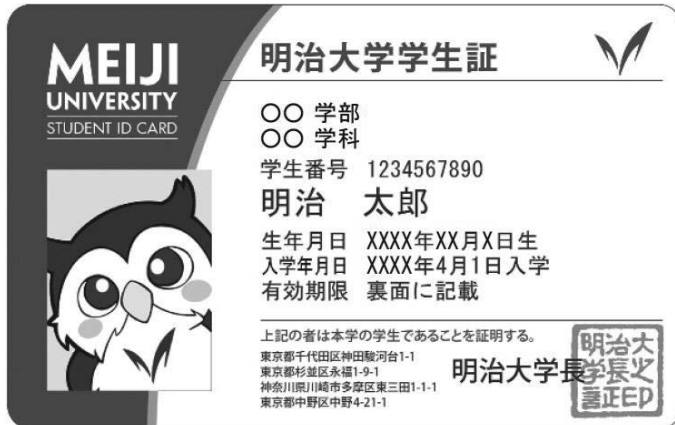 MEIJI
UNIVERSITY
STUDENT ID CARD
明治大学学生証
〇〇 学部
〇〇 学科
学生番号 1234567890
明治 太郎
生年月日 XXXX年XX月X日生
入学年月日 XXXX年4月1日入学
有効期限 裏面に記載
上記の者は本学の学生であることを証明する。
東京都千代田区神田駿河台1-1
東京都杉並区永福1-9-1
神奈川県川崎市多摩区東三田1-1-1
東京都中野区中野4-21-1
明治大学長